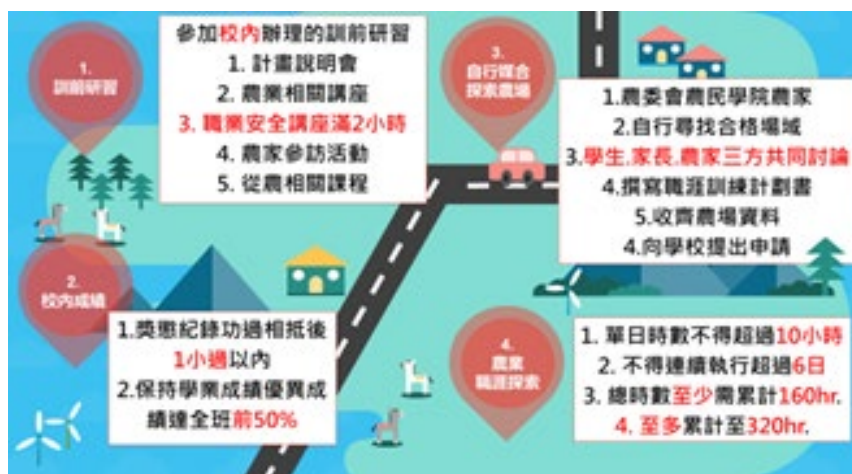 1.
訓前研習
參加校內辦理的訓前研習
1. 計畫說明會
2. 農業相關講座
3. 職業安全講座滿2小時
4. 農家參訪活動
5. 從農相關課程
2.
校內成績
1.獎懲紀錄功過相抵後
1小過以內
2.保持學業成績優異成
績達全班前50%
3.
自行媒合
探索農場
1.農委會農民學院農家
2.自行尋找合格場域
3.學生.家長.農家三方共同討論
4.撰寫職涯訓練計劃書
5.收齊農場資料
4.向學校提出申請
4.
農業
職涯探索
1. 單日時數不得超過10小時
2. 不得連續執行超過6日
3. 總時數至少需累計160hr.
4. 至多累計至320hr.